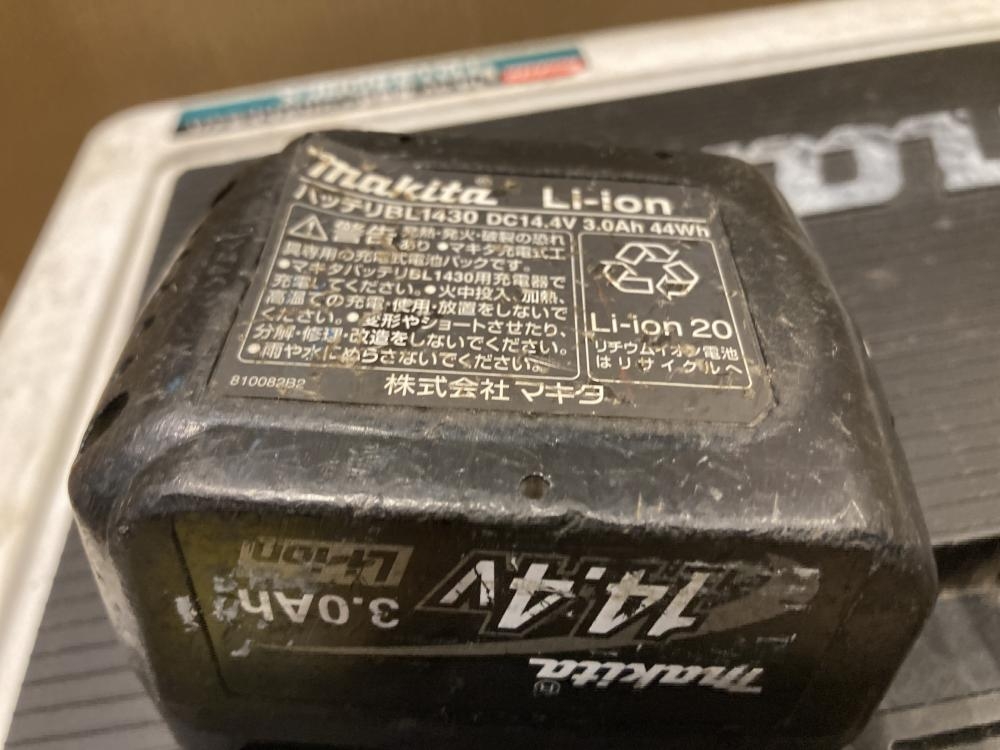 makita Li-ion
バッテリBL1430 DC14.4V 3.0Ah 44Wh
警告 発熱・発火・破裂の恐れ
あり ●マキタ充電式工
具専用の充電式電池パックです。
●マキタバッテリBL1430用充電器で
充電してください。●火中投入、加熱、
高温での充電・使用・放置をしないで
ください。●変形やショートさせたり、
分解・修理・改造をしないでください。
●雨や水にぬらさないでください。
Li-ion 20
リチウムイオン電池
はリサイクルへ
810082B2
株式会社 マキタ
Li-ion
3.0Ah
14.4V
makita